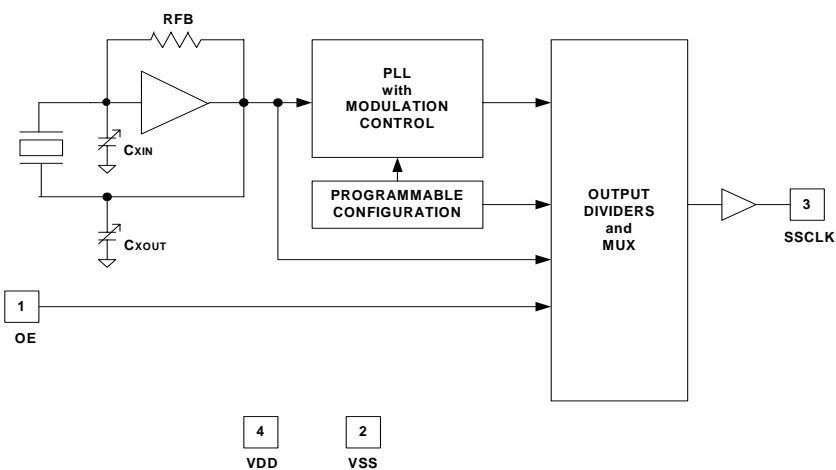 RFB
PLL
with
MODULATION
CONTROL
CXIN
PROGRAMMABLE
CONFIGURATION
OUTPUT
DIVIDERS
and
MUX
3
SSCLK
CXOUT
1
OE
4
VDD
2
VSS